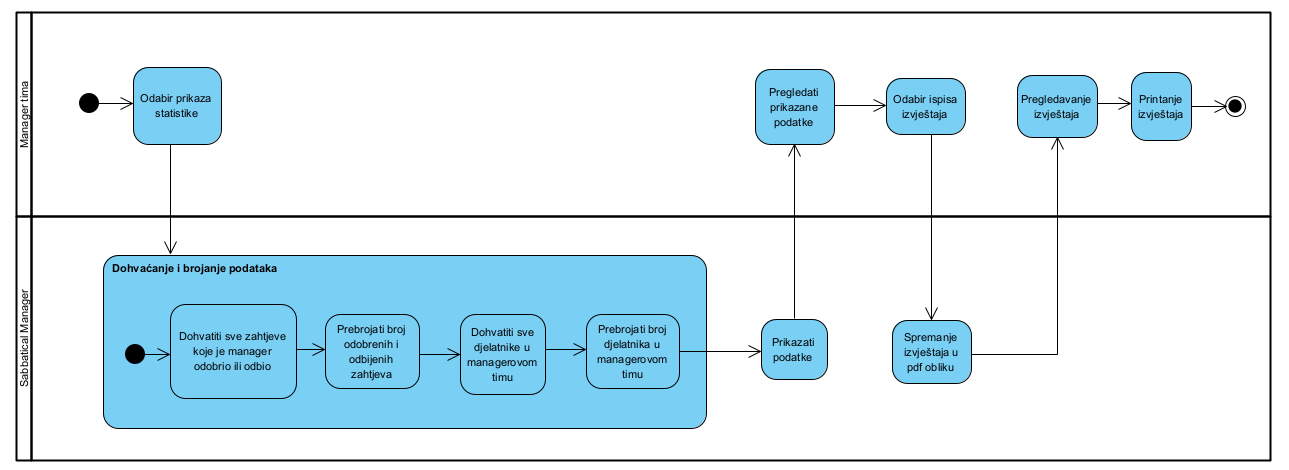 Manager tima
Odabir prikaza
statistike
Pregledati
prikazane
podatke
Odabir ispisa
izvještaja
Pregledavanje
izvještaja
Printanje
izvještaja
Sabbatical Manager
Dohvaćanje i brojanje podataka
Dohvatiti sve zahtjeve
koje je manager
odobrio ili odbio
Prebrojati broj
odobrenih i
odbijenih
zahtjeva
Dohvatiti sve
djelatnike u
managerovom
timu
Prebrojati broj
djelatnika u
managerovom
timu
Prikazati
podatke
Spremanje
izvještaja u
pdf obliku